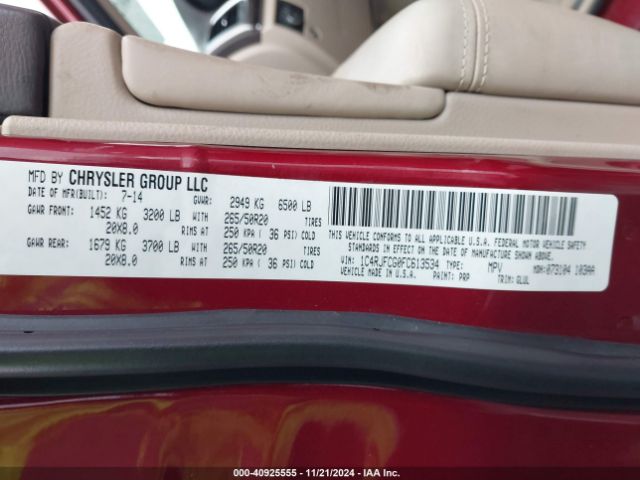 MFD BY CHRYSLER GROUP LLC
DATE OF MFR(BUILT): 7-14 GVWR: 2949 KG 6500 LB
GAWR FRONT: 1452 KG 3200 LB WITH 265/50R20 TIRES
20X8.0 RIMS AT 250 KPA ( 36 PSI) COLD
GAWR REAR: 1679 KG 3700 LB WITH 265/50R20 TIRES
20X8.0 RIMS AT 250 KPA ( 36 PSI) COLD
THIS VEHICLE CONFORMS TO ALL APPLICABLE U.S.A. FEDERAL MOTOR VEHICLE SAFETY
STANDARDS IN EFFECT ON THE DATE OF MANUFACTURE SHOWN ABOVE.
VIN: 1C4RJFCG0FC613534 TYPE: MPV MDH: 073104 103AA
VEHICLE MADE IN U.S.A. PAINT: PRP TRIM: GLUL
000-40925555 - 11/21/2024 - IAA Inc.